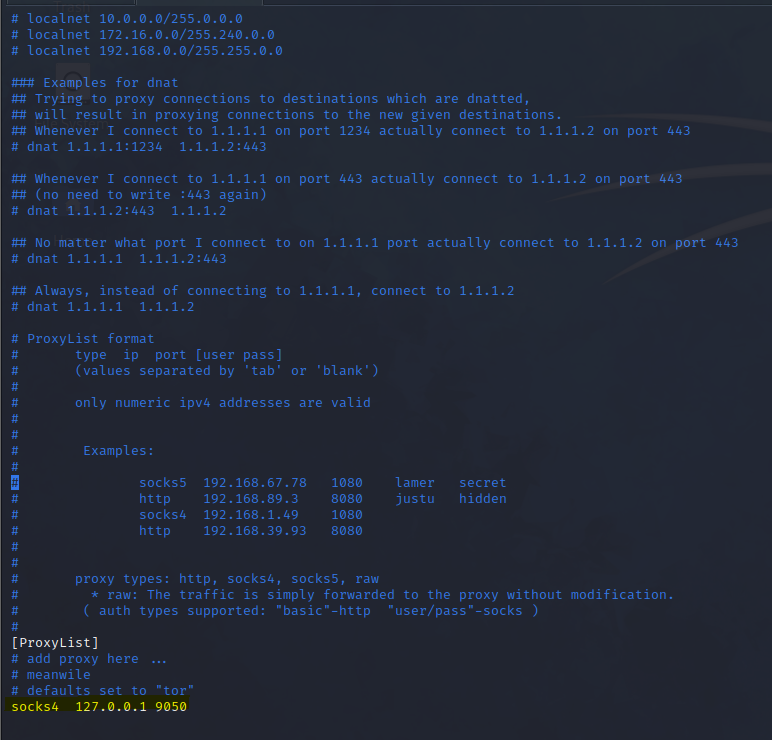 # localnet 10.0.0.0/255.0.0.0
# localnet 172.16.0.0/255.240.0.0
# localnet 192.168.0.0/255.255.0.0
### Examples for dnat
## Trying to proxy connections to destinations which are dnatted,
## will result in proxying connections to the new given destinations.
## Whenever I connect to 1.1.1.1 on port 1234 actually connect to 1.1.1.2 on port 443
# dnat 1.1.1.1:1234  1.1.1.2:443
## Whenever I connect to 1.1.1.1 on port 443 actually connect to 1.1.1.2 on port 443
## (no need to write :443 again)
# dnat 1.1.1.2:443  1.1.1.2
## No matter what port I connect to on 1.1.1.1 port actually connect to 1.1.1.2 on port 443
# dnat 1.1.1.1  1.1.1.2:443
## Always, instead of connecting to 1.1.1.1, connect to 1.1.1.2
# dnat 1.1.1.1  1.1.1.2
# ProxyList format
#       type  ip  port [user pass]
#       (values separated by 'tab' or 'blank')
#
#       only numeric ipv4 addresses are valid
#
#
#        Examples:
#
#               socks5  192.168.67.78   1080    lamer   secret
#               http    192.168.89.3    8080    justu   hidden
#               socks4  192.168.1.49    1080
#               http    192.168.39.93   8080
#
#
#       proxy types: http, socks4, socks5, raw
#         * raw: The traffic is simply forwarded to the proxy without modification.
#        ( auth types supported: "basic"-http  "user/pass"-socks )
#
[ProxyList]
# add proxy here ...
# meanwile
# defaults set to "tor"
socks4  127.0.0.1 9050